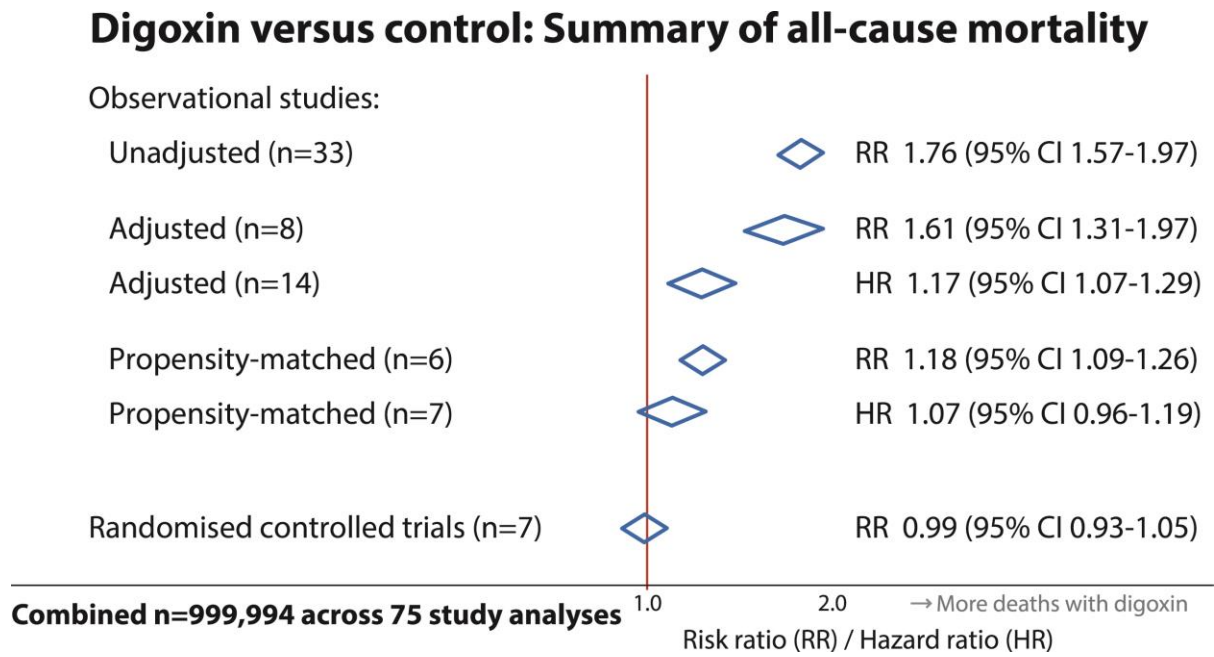 Digoxin versus control: Summary of all-cause mortality
Observational studies:
Unadjusted (n=33) RR 1.76 (95% CI 1.57-1.97)
Adjusted (n=8) RR 1.61 (95% CI 1.31-1.97)
Adjusted (n=14) HR 1.17 (95% CI 1.07-1.29)
Propensity-matched (n=6) RR 1.18 (95% CI 1.09-1.26)
Propensity-matched (n=7) HR 1.07 (95% CI 0.96-1.19)
Randomised controlled trials (n=7) RR 0.99 (95% CI 0.93-1.05)
1.0 2.0 → More deaths with digoxin
Combined n=999,994 across 75 study analyses
Risk ratio (RR) / Hazard ratio (HR)